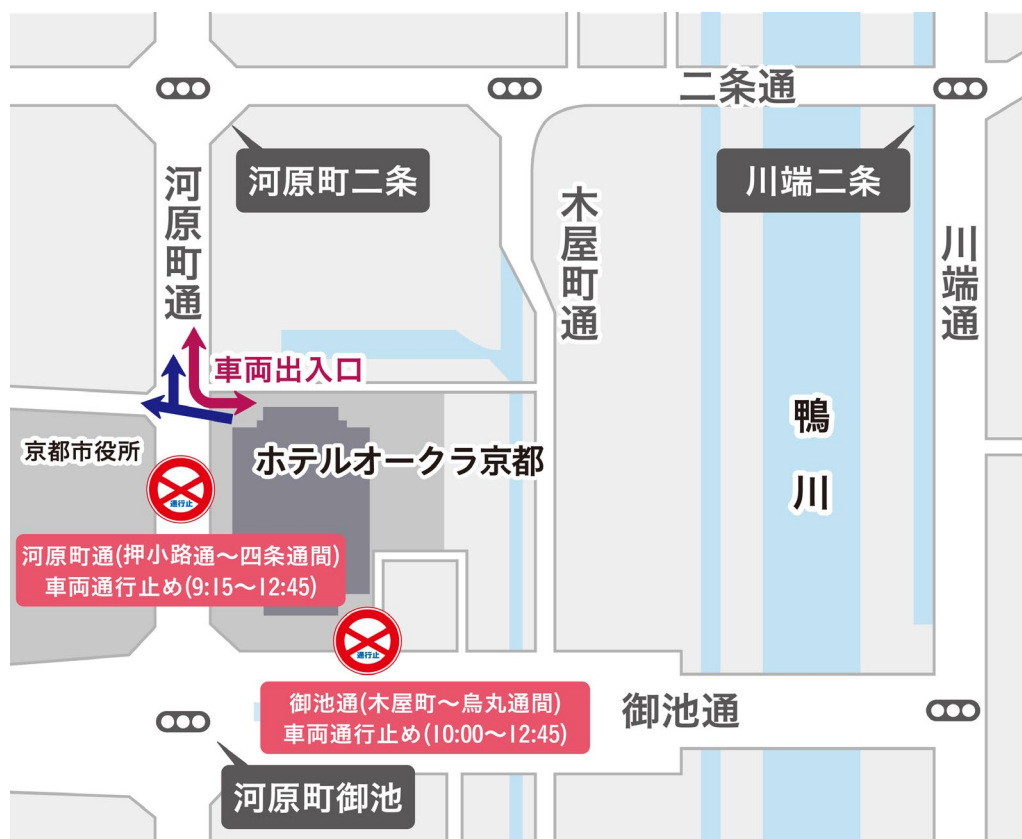 二条通
河原町二条
川端二条
河原町通
木屋町通
川端通
車両出入口
鴨川
京都市役所
ホテルオークラ京都
通行止
河原町通(押小路通～四条通間)
車両通行止め(9:15～12:45)
通行止
御池通(木屋町～烏丸通間)
車両通行止め(10:00～12:45)
御池通
河原町御池